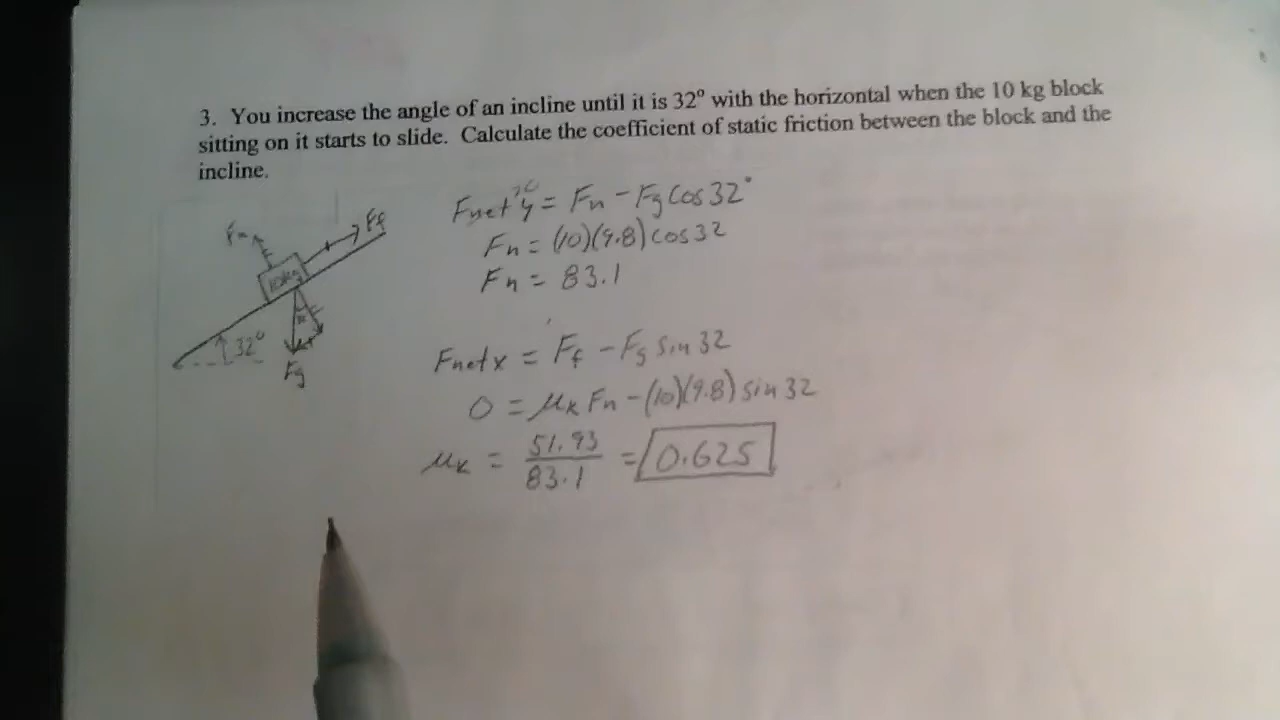 3. You increase the angle of an incline until it is 32° with the horizontal when the 10 kg block
sitting on it starts to slide. Calculate the coefficient of static friction between the block and the
incline.
Fn
Ff
10kg
32°
Fg
Fnet y = Fn - Fg cos 32°
Fn = (10)(9.8) cos 32
Fn = 83.1
Fnet x = Ff - Fg sin 32
0 = μk Fn - (10)(9.8) sin 32
μk = 51.93 / 83.1 = 0.625